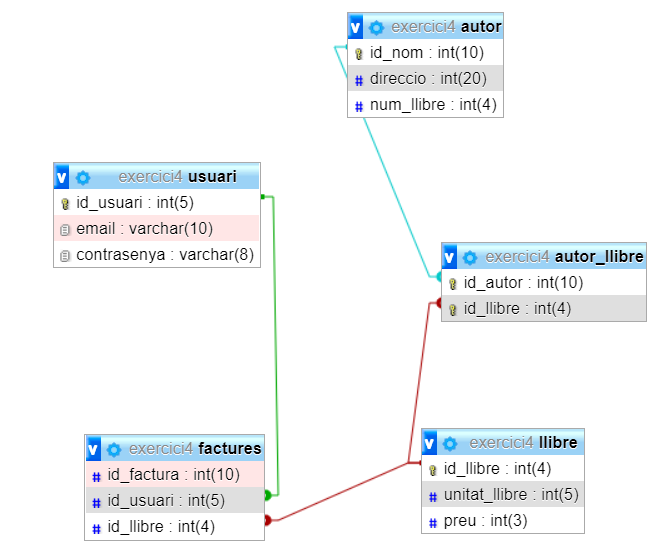 v exercici4 autor
id_nom : int(10)
# direccio : int(20)
# num_llibre : int(4)
v exercici4 usuari
id_usuari : int(5)
email : varchar(10)
contrasenya : varchar(8)
v exercici4 autor_llibre
id_autor : int(10)
id_llibre : int(4)
v exercici4 factures
# id_factura : int(10)
# id_usuari : int(5)
# id_llibre : int(4)
v exercici4 llibre
id_llibre : int(4)
# unitat_llibre : int(5)
# preu : int(3)